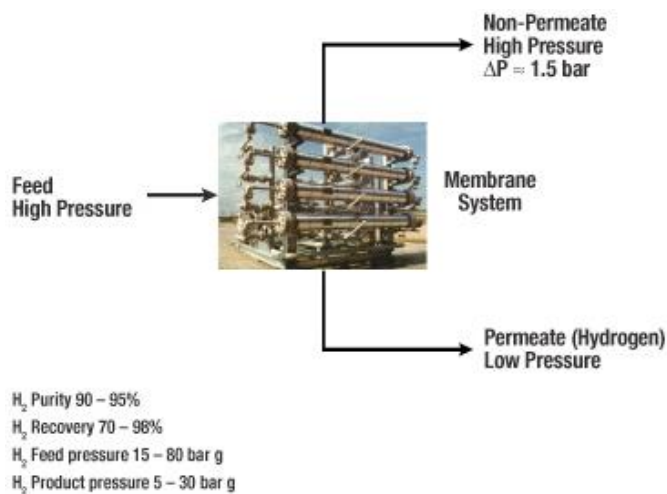 Non-Permeate
High Pressure
ΔP = 1.5 bar
Feed
High Pressure
Membrane
System
Permeate (Hydrogen)
Low Pressure
H₂ Purity 90 – 95%
H₂ Recovery 70 – 98%
H₂ Feed pressure 15 – 80 bar g
H₂ Product pressure 5 – 30 bar g